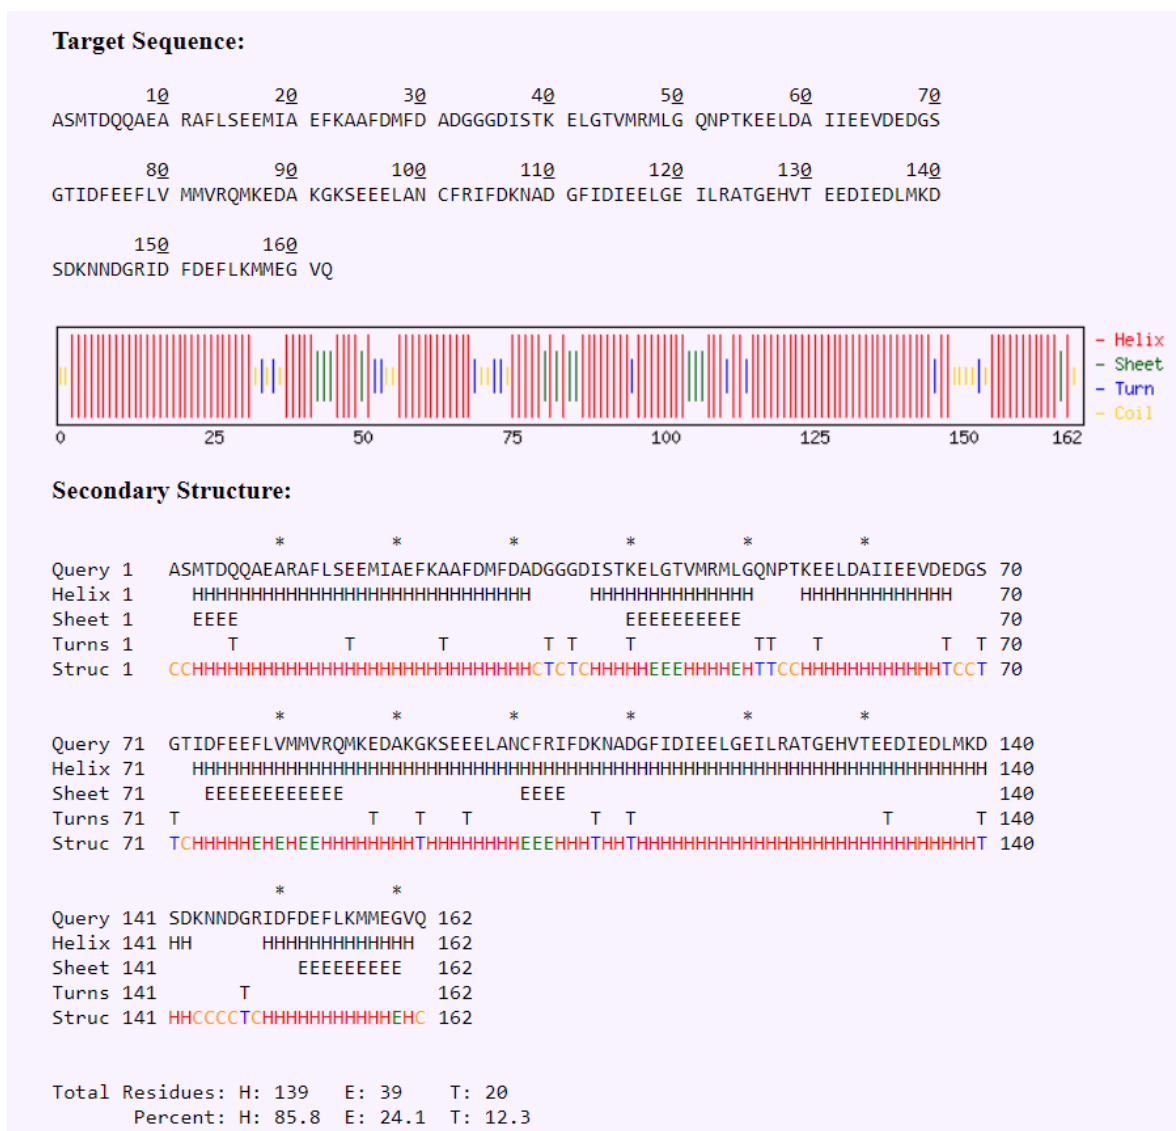 Target Sequence:
10 20 30 40 50 60 70
ASMTDQQAEA RAFLSEEMIA EFKAAFDMFD ADGGGDISTK ELGTVMRMLG QNPTKEELDA IIEEVDEDGS
80 90 100 110 120 130 140
GTIDFEEFLV MMVRQMKEDA KGKSEEELAN CFRIFDKNAD GFIDIEELGE ILRATGEHVT EEDIEDLMKD
150 160
SDKNNDGRID FDEFLKMMEG VQ
- Helix
- Sheet
- Turn
- Coil
0 25 50 75 100 125 150 162
Secondary Structure:
* * * * * *
Query 1 ASMTDQQAEARAFLSEEMIAEFKAAFDMFDADGGGDISTKELGTVMRMLGQNPTKEELDAIIEEVDEDGS 70
Helix 1 HHHHHHHHHHHHHHHHHHHHHHHHHHHHH HHHHHHHHHHHHHH HHHHHHHHHHHHH 70
Sheet 1 EEEE EEEEEEEEEE 70
Turns 1 T T T T T T TT T T T 70
Struc 1 CCHHHHHHHHHHHHHHHHHHHHHHHHHHHHHCTCTCHHHHHEEEHHHHEHTTCCHHHHHHHHHHHHTCCT 70
* * * * * *
Query 71 GTIDFEEFLVMMVRQMKEDAKGKSEEELANCFRIFDKNADGFIDIEELGEILRATGEHVTEEDIEDLMKD 140
Helix 71 HHHHHHHHHHHHHHHHHHHHHHHHHHHHHHHHHHHHHHHHHHHHHHHHHHHHHHHHHHHHHHHHHHHH 140
Sheet 71 EEEEEEEEEEEE EEEE 140
Turns 71 T T T T T T T T 140
Struc 71 TCHHHHHEHEHEEHHHHHHHHTHHHHHHHHEEEHHHTHHTHHHHHHHHHHHHHHHHHHHHHHHHHHHHHT 140
* *
Query 141 SDKNNDGRIDFDEFLKMMEGVQ 162
Helix 141 HH HHHHHHHHHHHHH 162
Sheet 141 EEEEEEEEE 162
Turns 141 T 162
Struc 141 HHCCCCTCHHHHHHHHHHHEHC 162
Total Residues: H: 139 E: 39 T: 20
Percent: H: 85.8 E: 24.1 T: 12.3